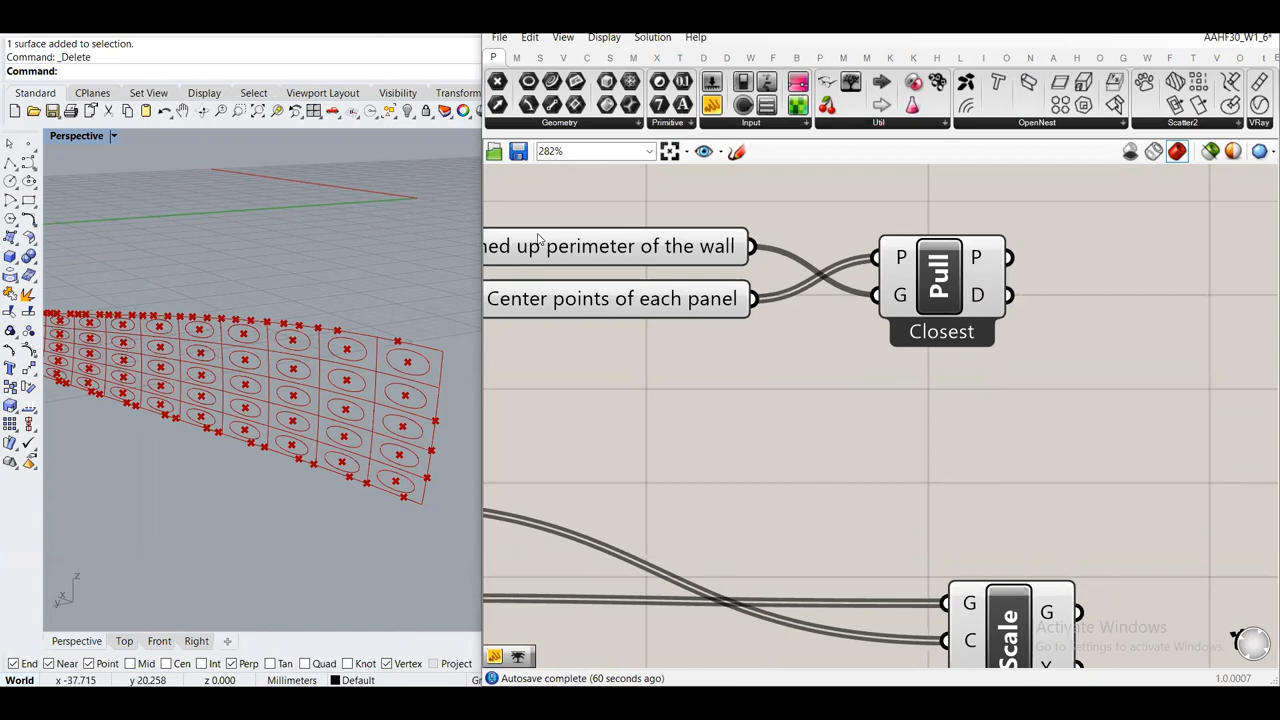 1 surface added to selection.
Command: _Delete
Command:
Standard CPlanes Set View Display Select Viewport Layout Visibility Transform
Perspective
z
x
y
Perspective Top Front Right
End Near Point Mid Cen Int Perp Tan Quad Knot Vertex Project
World x -37.715 y 20.258 z 0.000 Millimeters Default
File Edit View Display Solution Help AAHF30_W1_6*
P M S V C S M D W D F P K L X T D D M M K A P B H L O t
Geometry Primitive Input Util OpenNest Scatter2 VRay
282%
ned up perimeter of the wall
Center points of each panel
P Pull P
G D
Closest
G Scale G
C
Activate Windows
Go to Settings to activate Windows.
Autosave complete (60 seconds ago) 1.0.0007